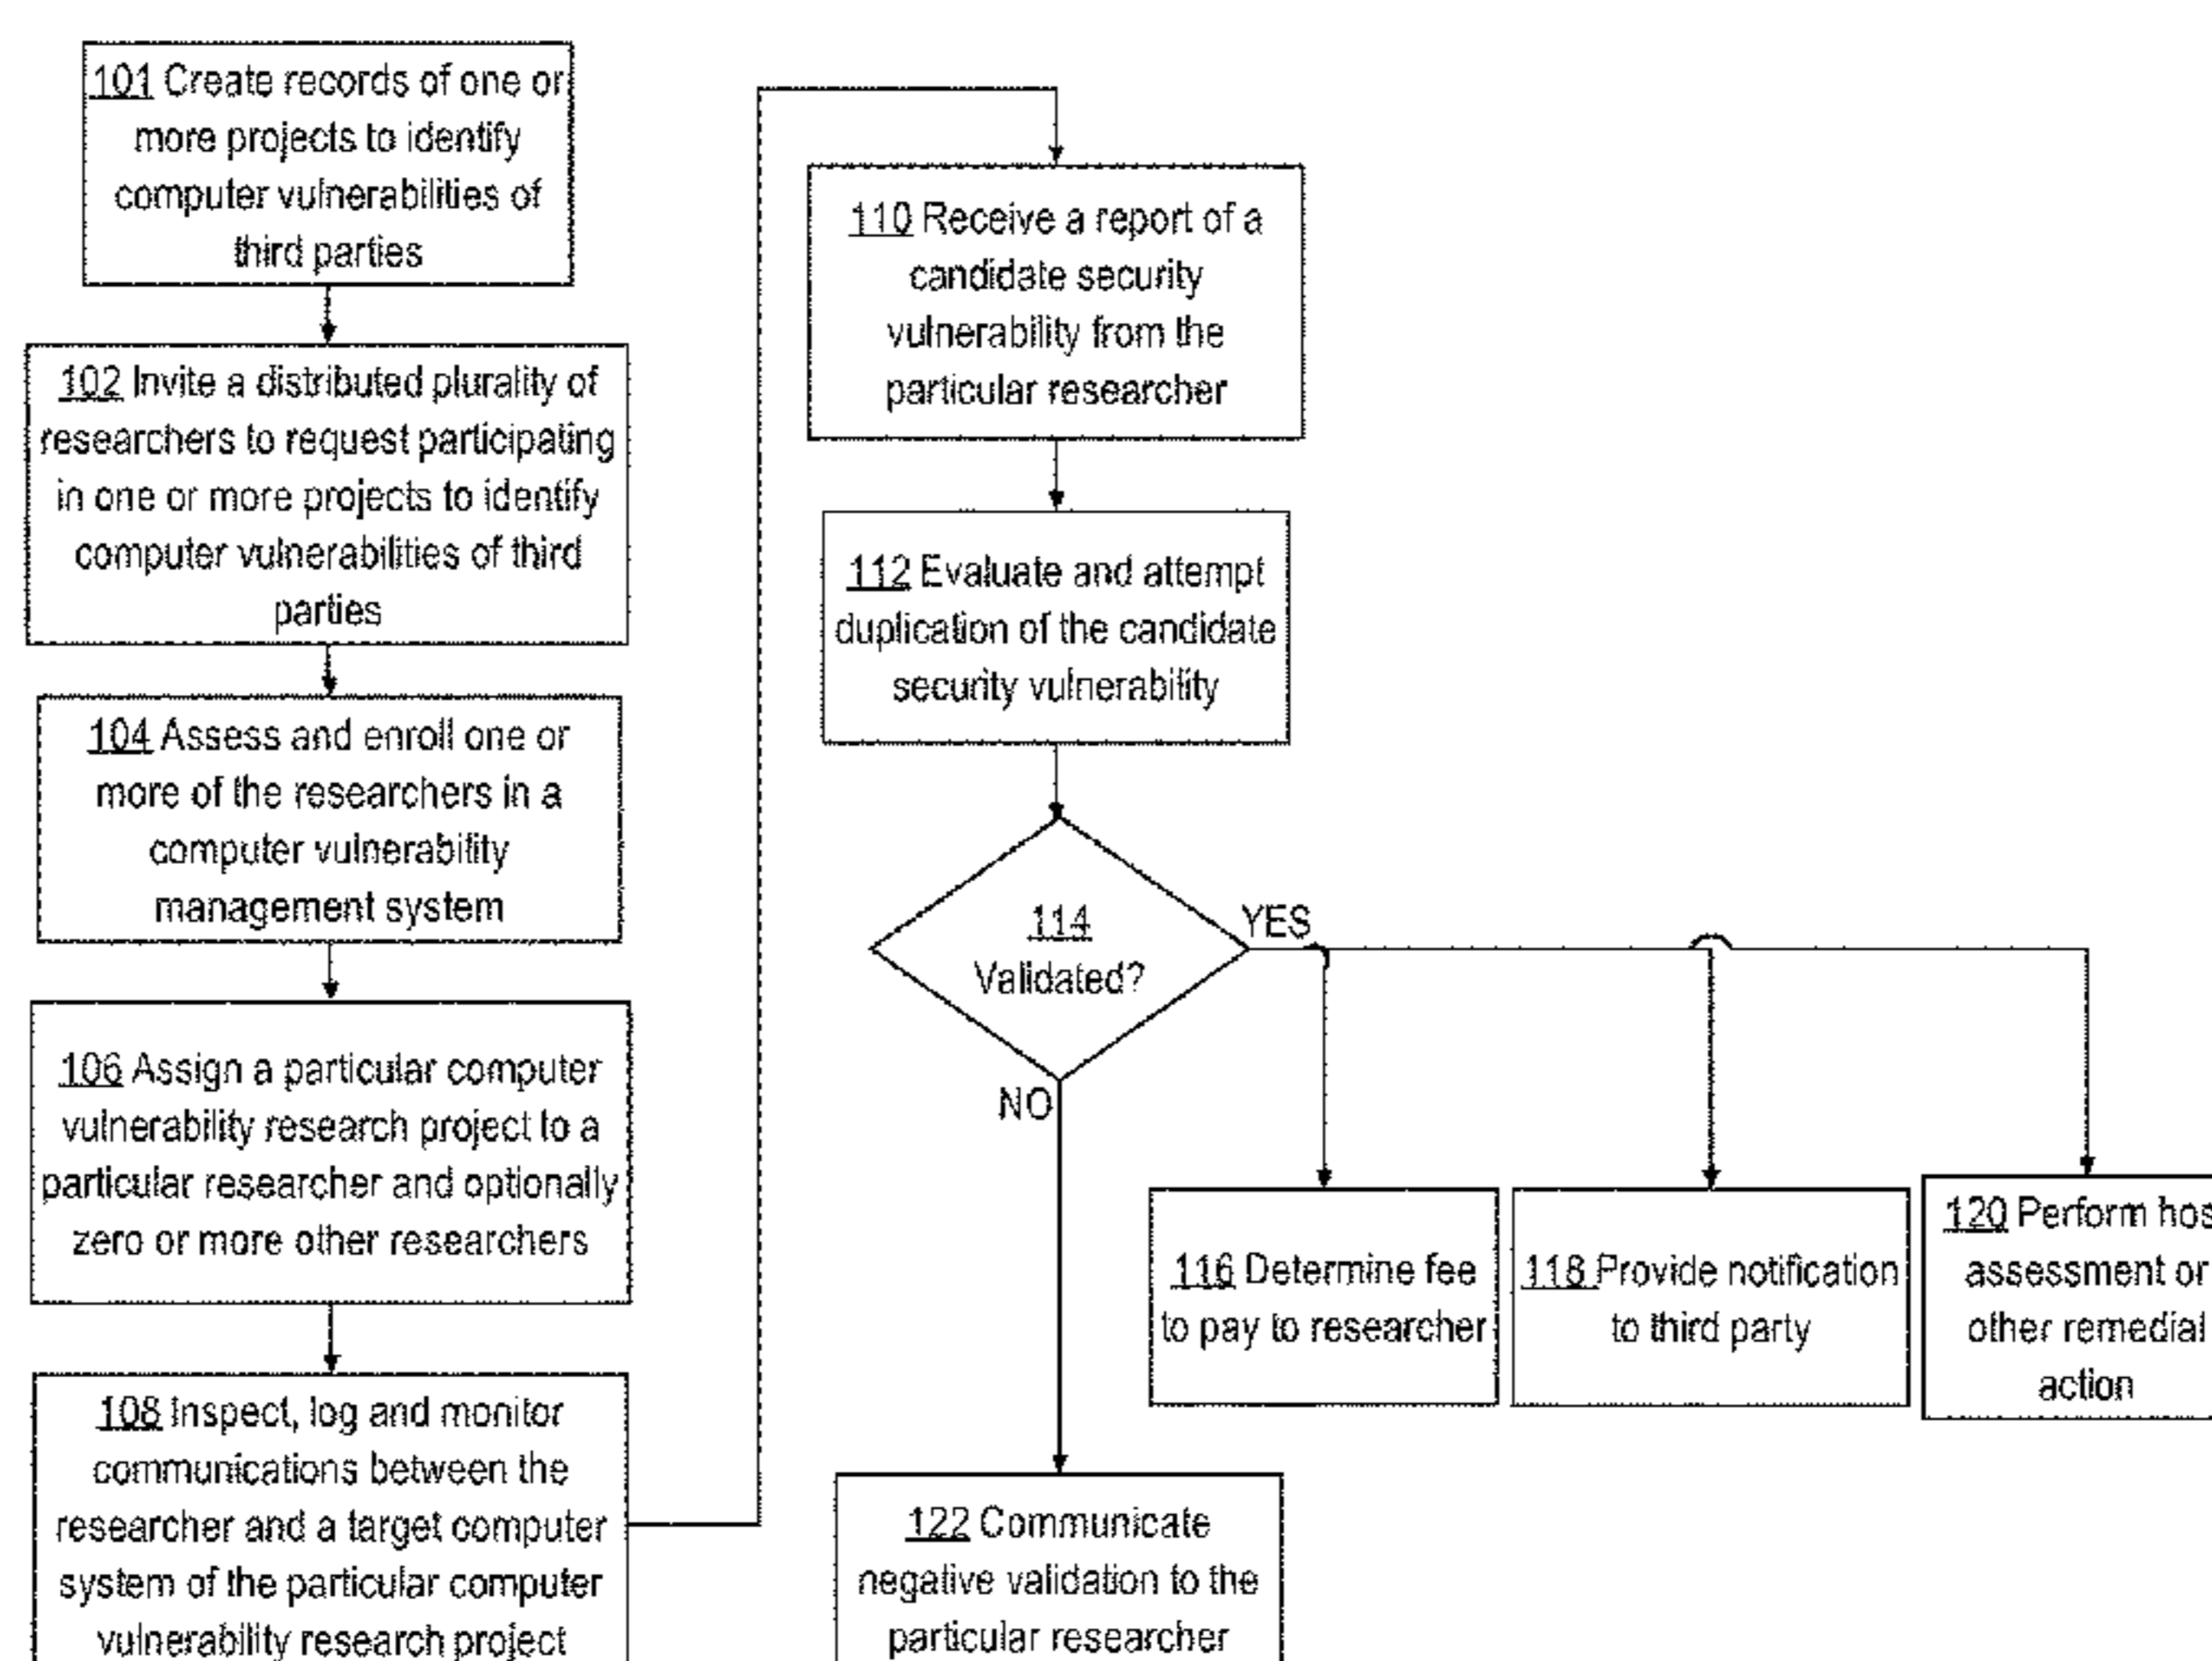 101 Create records of one or
more projects to identify
computer vulnerabilities of
third parties
102 Invite a distributed plurality of
researchers to request participating
in one or more projects to identify
computer vulnerabilities of third
parties
104 Assess and enroll one or
more of the researchers in a
computer vulnerability
management system
106 Assign a particular computer
vulnerability research project to a
particular researcher and optionally
zero or more other researchers
108 Inspect, log and monitor
communications between the
researcher and a target computer
system of the particular computer
vulnerability research project
110 Receive a report of a
candidate security
vulnerability from the
particular researcher
112 Evaluate and attempt
duplication of the candidate
security vulnerability
114
Validated?
YES
NO
116 Determine fee
to pay to researcher
118 Provide notification
to third party
120 Perform
assessment or
other remedial
action
122 Communicate
negative validation to the
particular researcher